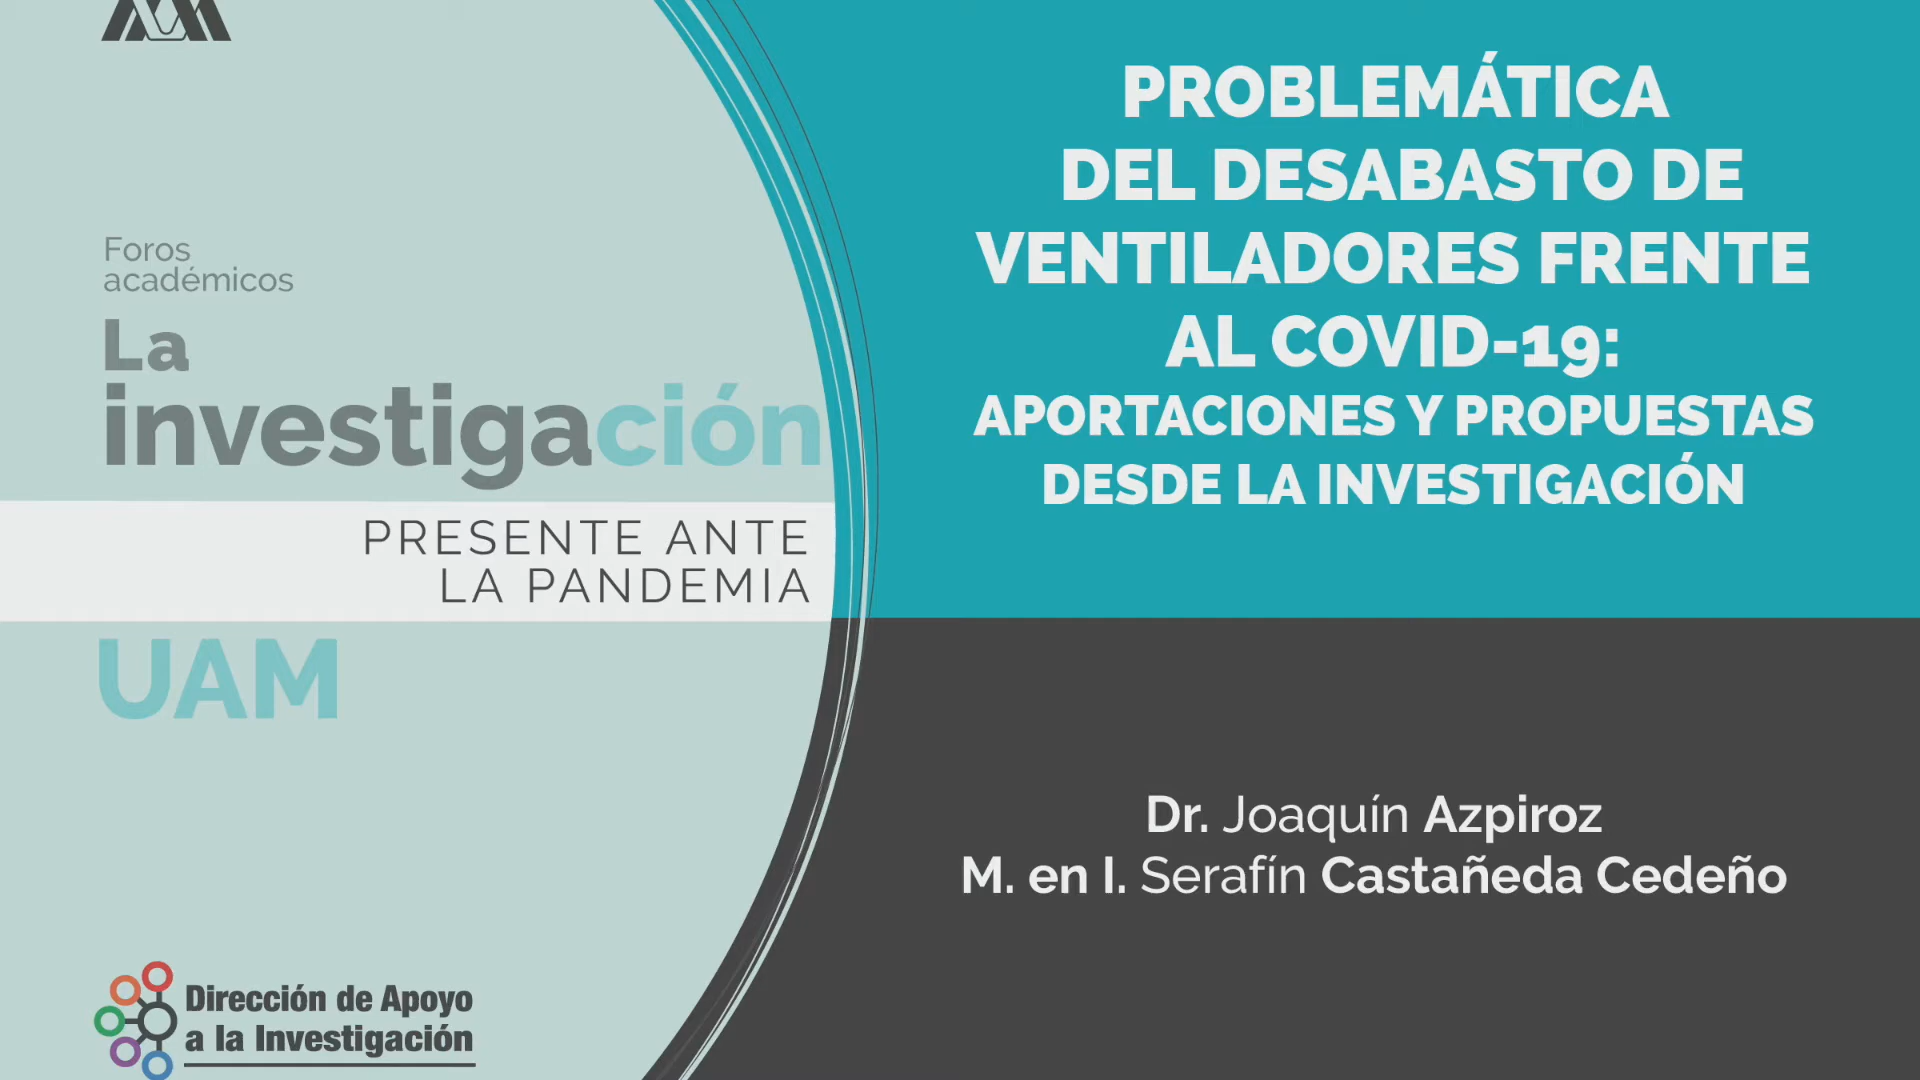 Foros
académicos
La
investigación
PRESENTE ANTE
LA PANDEMIA
UAM
Dirección de Apoyo
a la Investigación
PROBLEMÁTICA
DEL DESABASTO DE
VENTILADORES FRENTE
AL COVID-19:
APORTACIONES Y PROPUESTAS
DESDE LA INVESTIGACIÓN
Dr. Joaquín Azpiroz
M. en I. Serafín Castañeda Cedeño